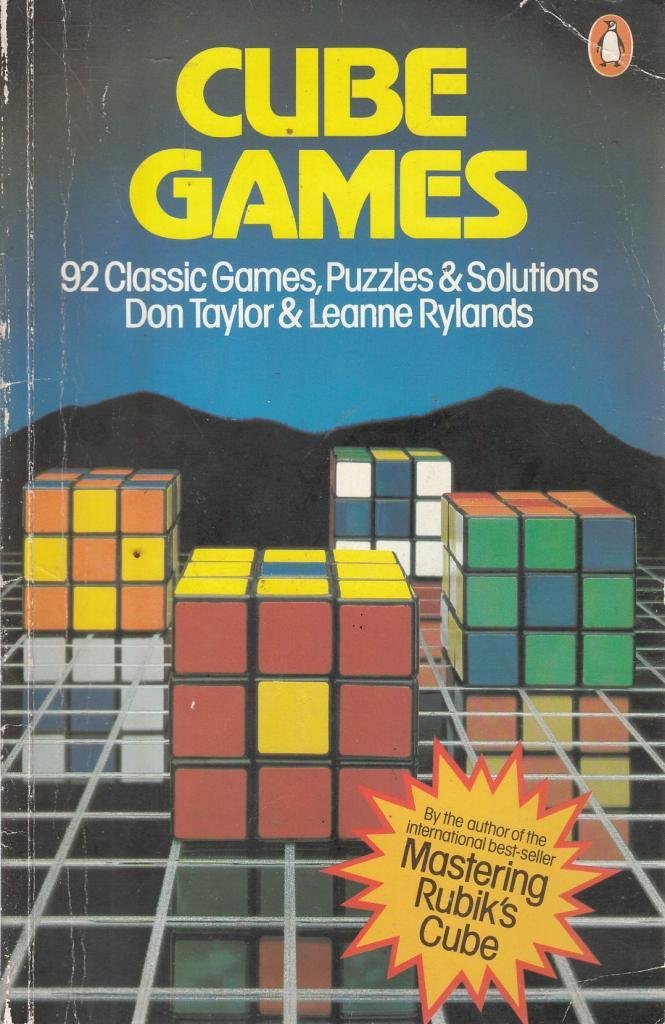 CUBE
GAMES
92 Classic Games, Puzzles & Solutions
Don Taylor & Leanne Rylands
By the author of the
international best-seller
Mastering
Rubik's
Cube